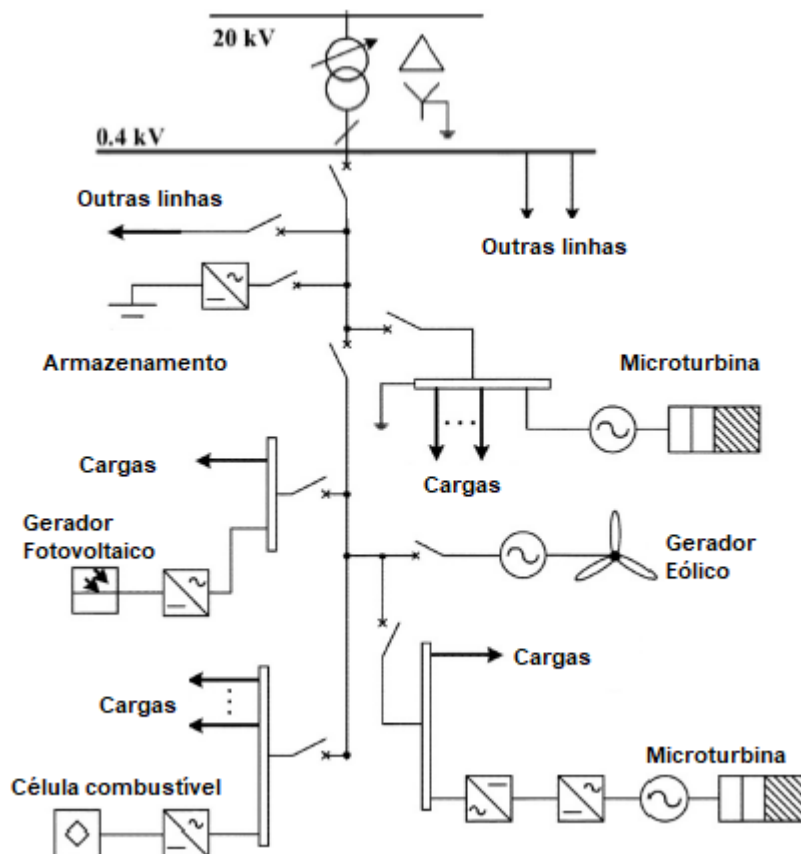 20 kV
0.4 kV
Outras linhas
Outras linhas
Armazenamento
Microturbina
Cargas
Cargas
Gerador
Fotovoltaico
Gerador
Eólico
Cargas
Cargas
Microturbina
Célula combustível